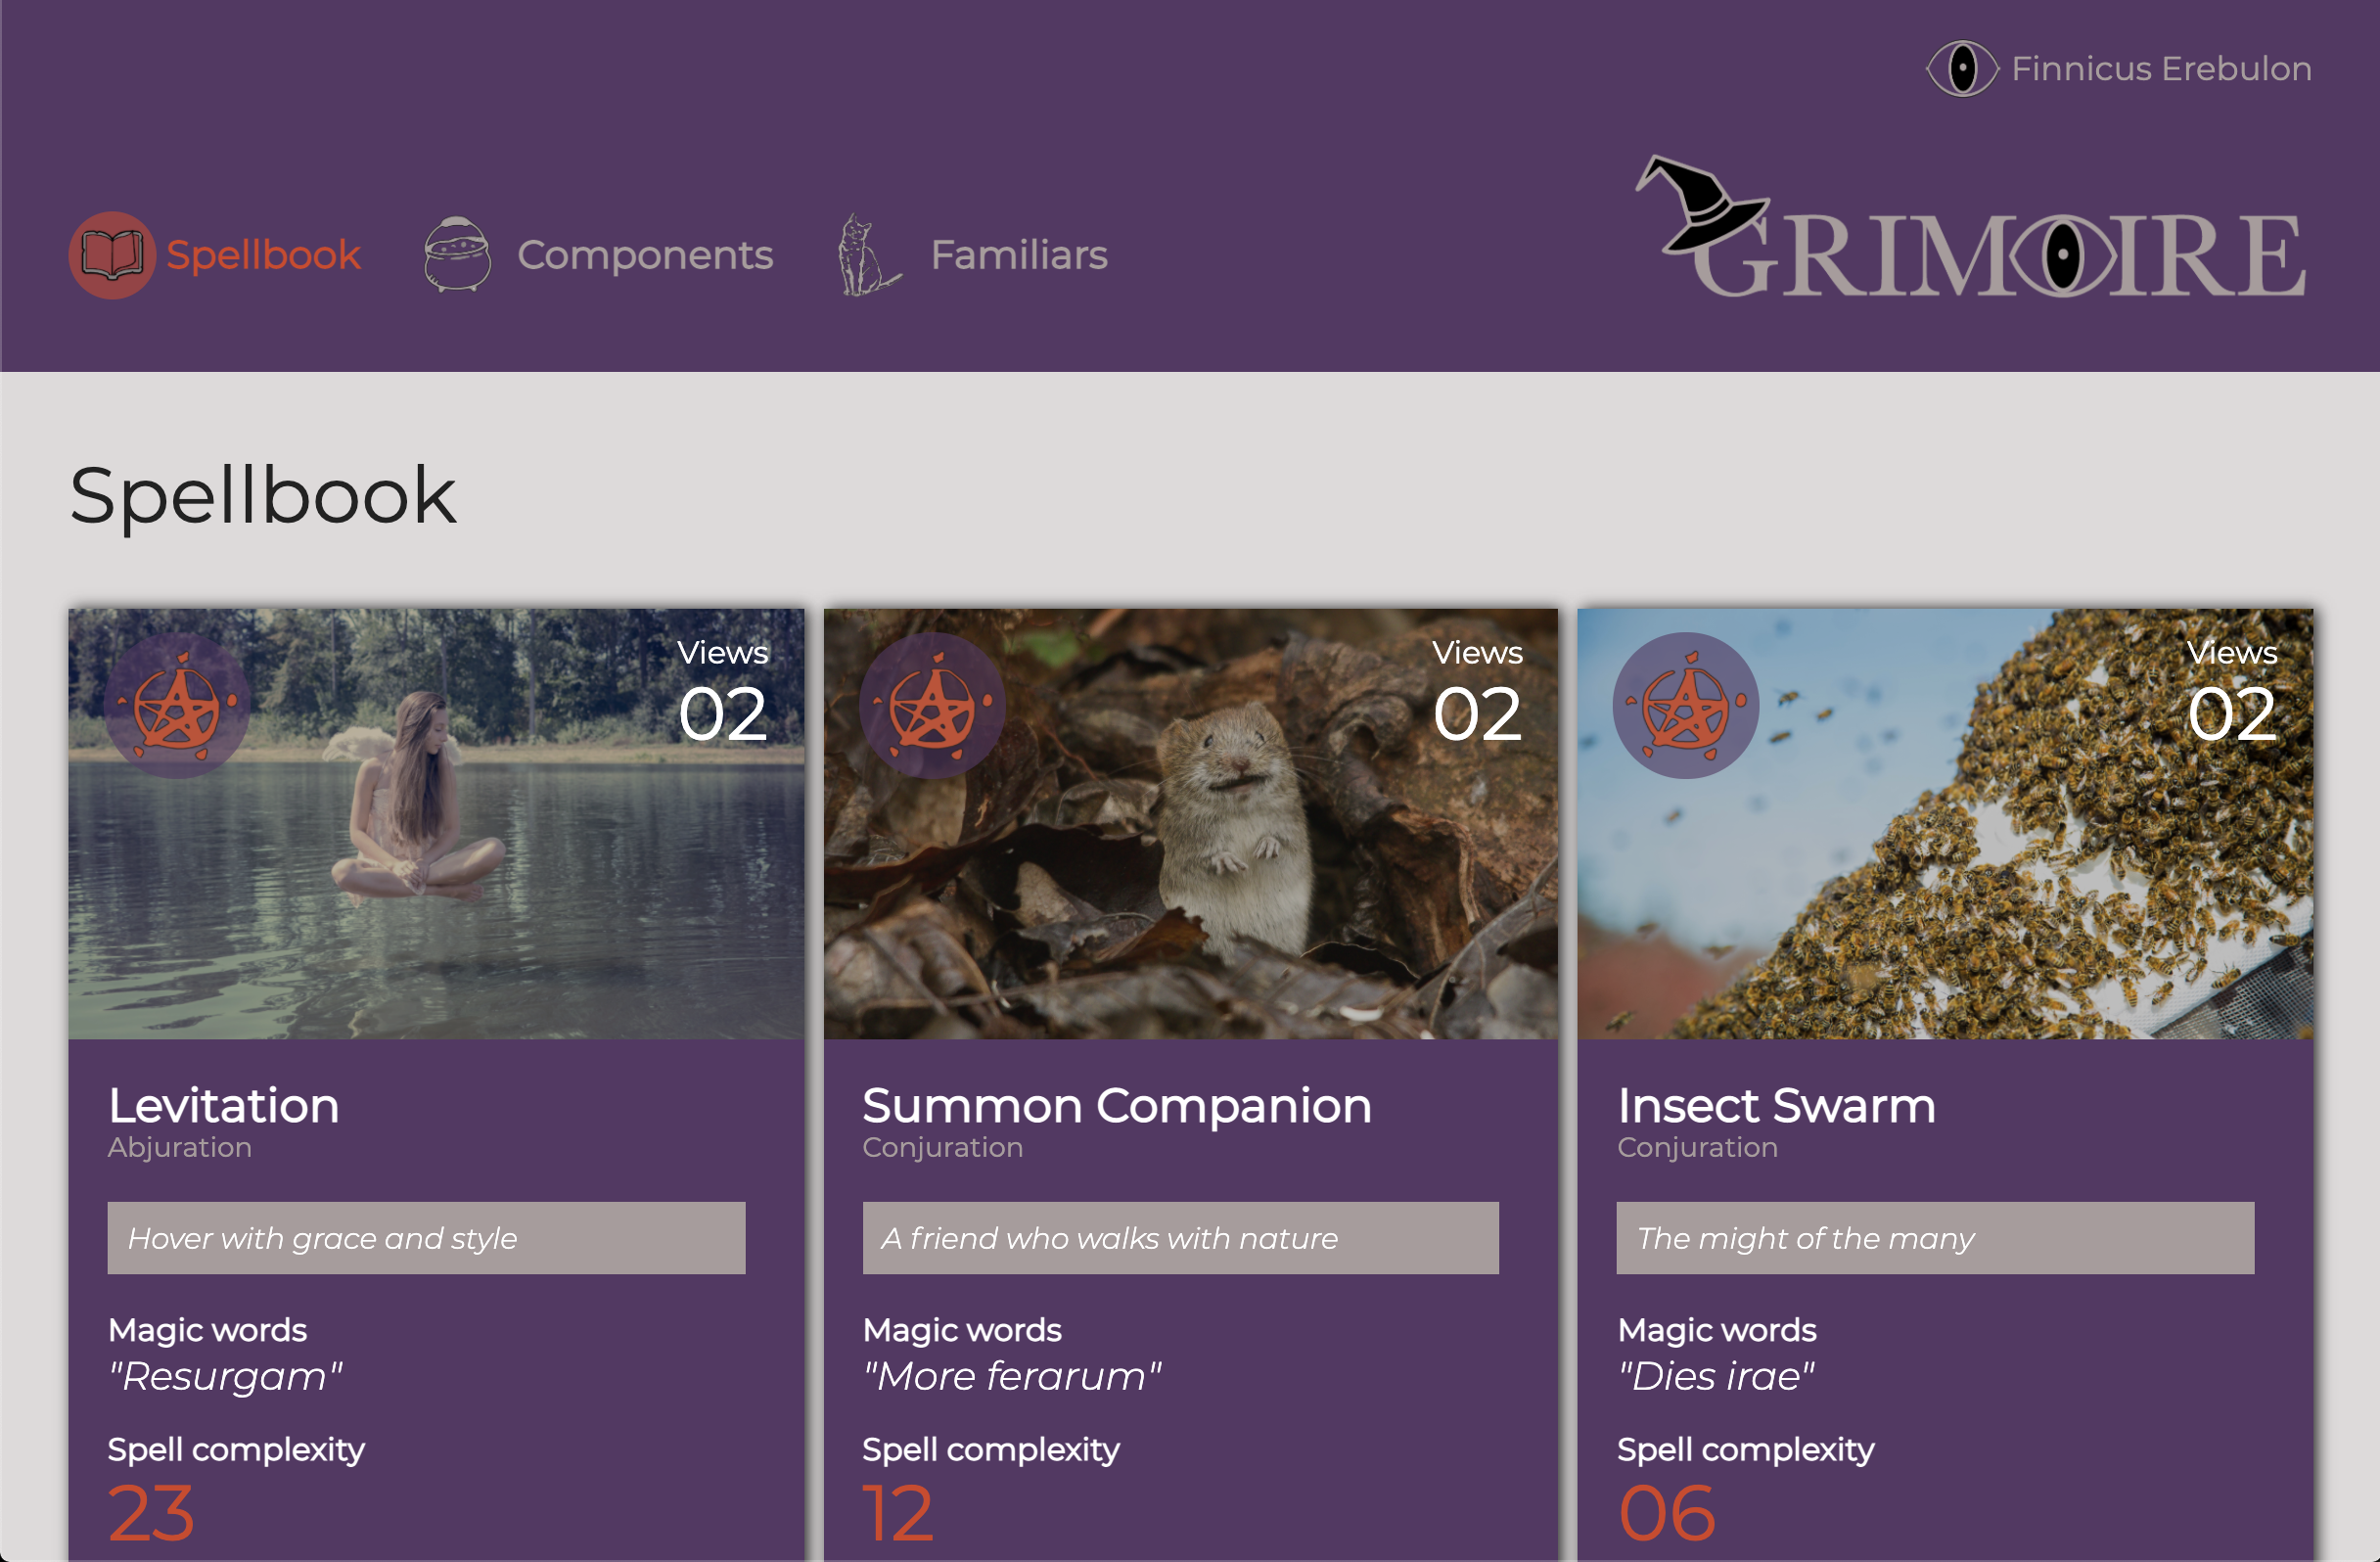 Finnicus Erebulon
Spellbook
Components
Familiars
GRIMOIRE
Spellbook
Views
02
Levitation
Abjuration
Hover with grace and style
Magic words
"Resurgam"
Spell complexity
23
Views
02
Summon Companion
Conjuration
A friend who walks with nature
Magic words
"More ferarum"
Spell complexity
12
Views
02
Insect Swarm
Conjuration
The might of the many
Magic words
"Dies irae"
Spell complexity
06